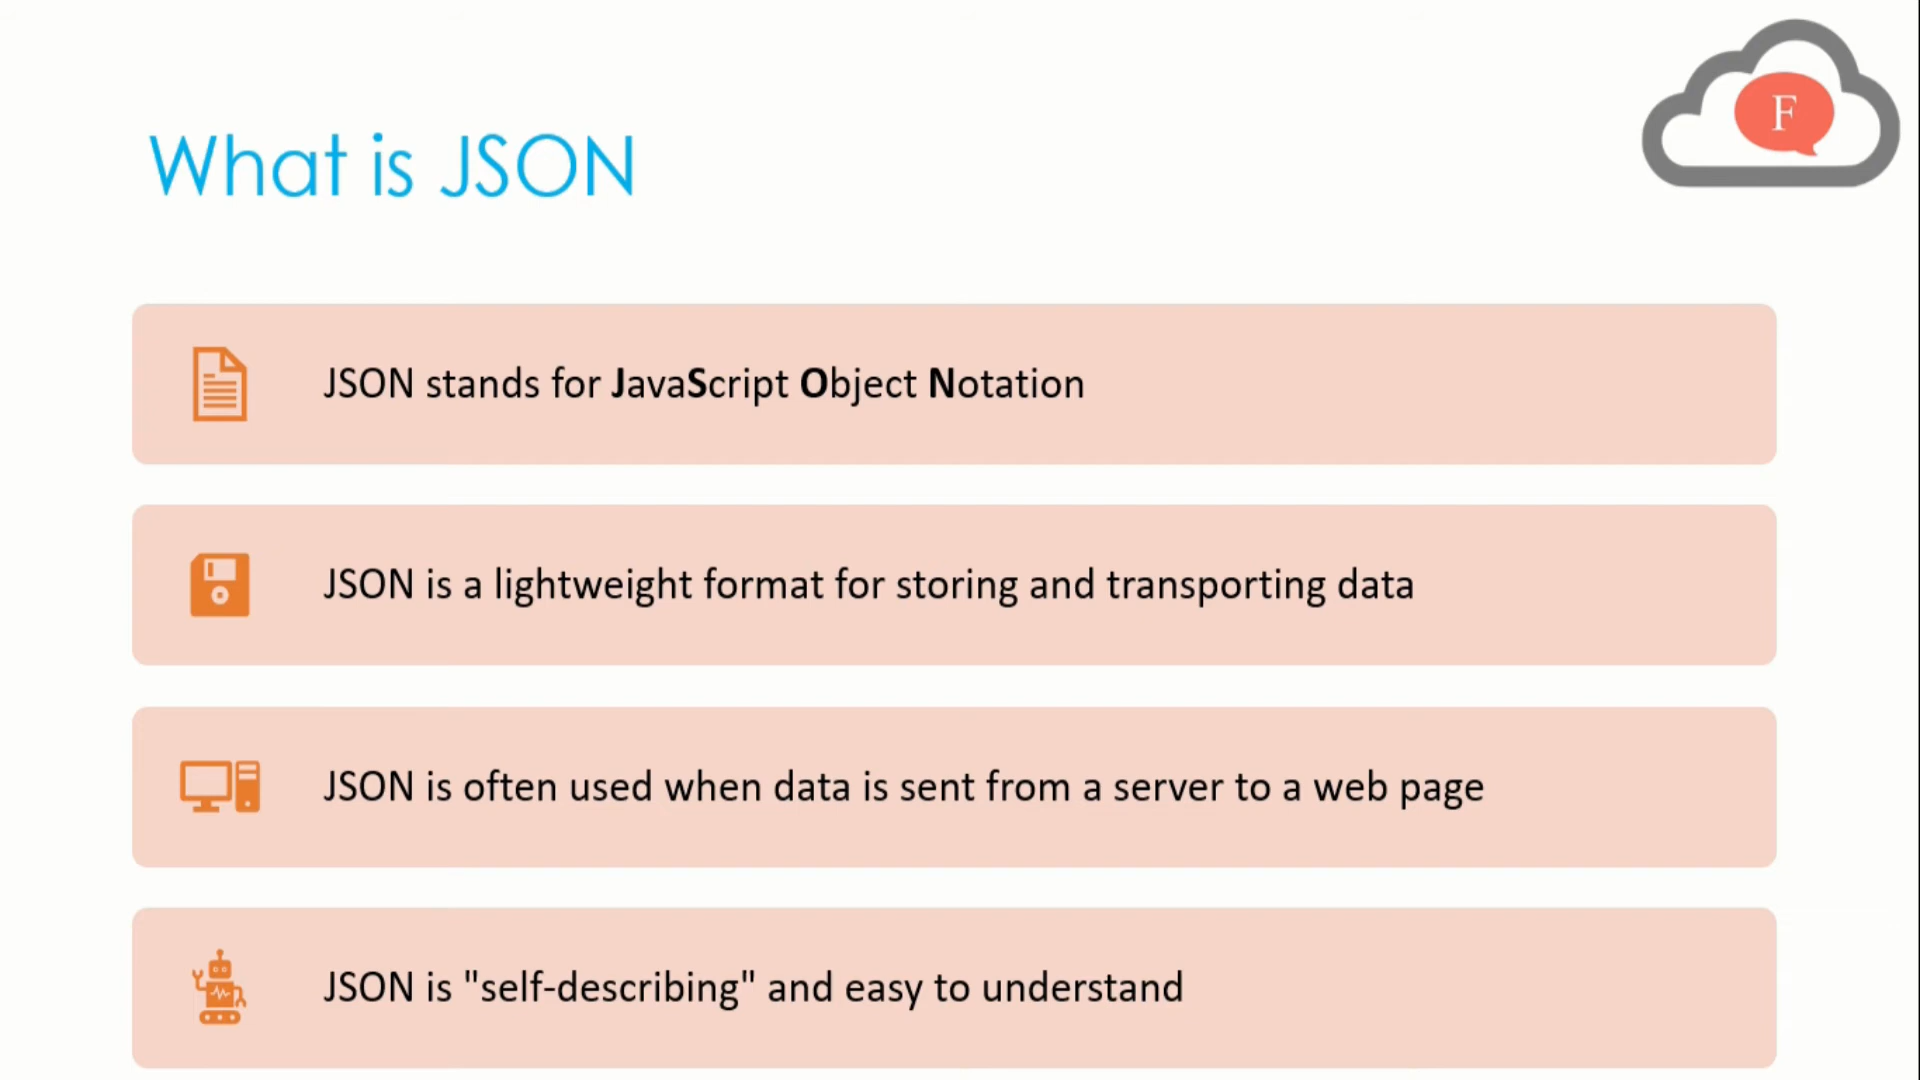 F
What is JSON
JSON stands for JavaScript Object Notation
JSON is a lightweight format for storing and transporting data
JSON is often used when data is sent from a server to a web page
JSON is "self-describing" and easy to understand